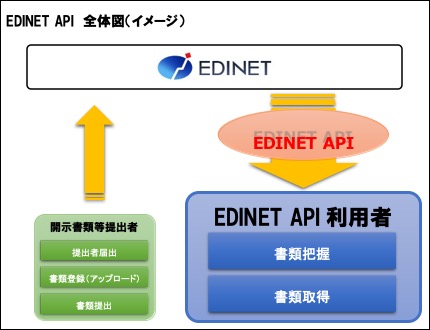 EDINET API 全体図(イメージ)
EDINET
EDINET API
EDINET API
開示書類等提出者
提出者届出
書類登録(アップロード)
書類提出
EDINET API 利用者
書類把握
書類取得